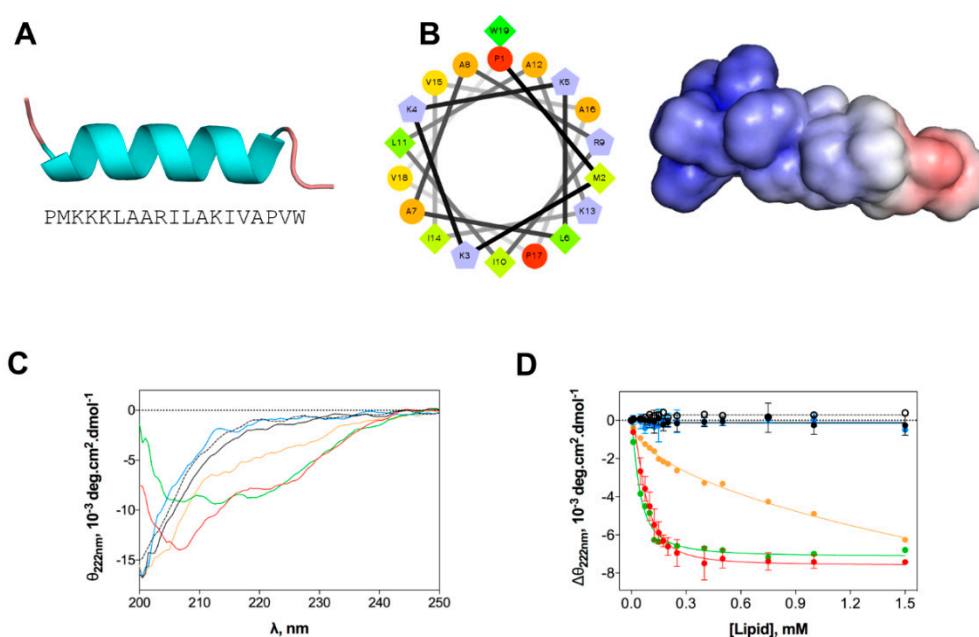 A
PMKKKLAARILAKIVAPVW
B
W19
P1
A8
A12
V15
K5
K4
A16
L11
R9
V18
M2
A7
K13
I14
L6
K3
I10
P17
C
θ222nm, 10-3 deg.cm2.dmol-1
0
-5
-10
-15
200 210 220 230 240 250
λ, nm
D
Δθ222nm, 10-3 deg.cm2.dmol-1
0
-2
-4
-6
-8
0.0 0.3 0.6 0.9 1.2 1.5
[Lipid], mM